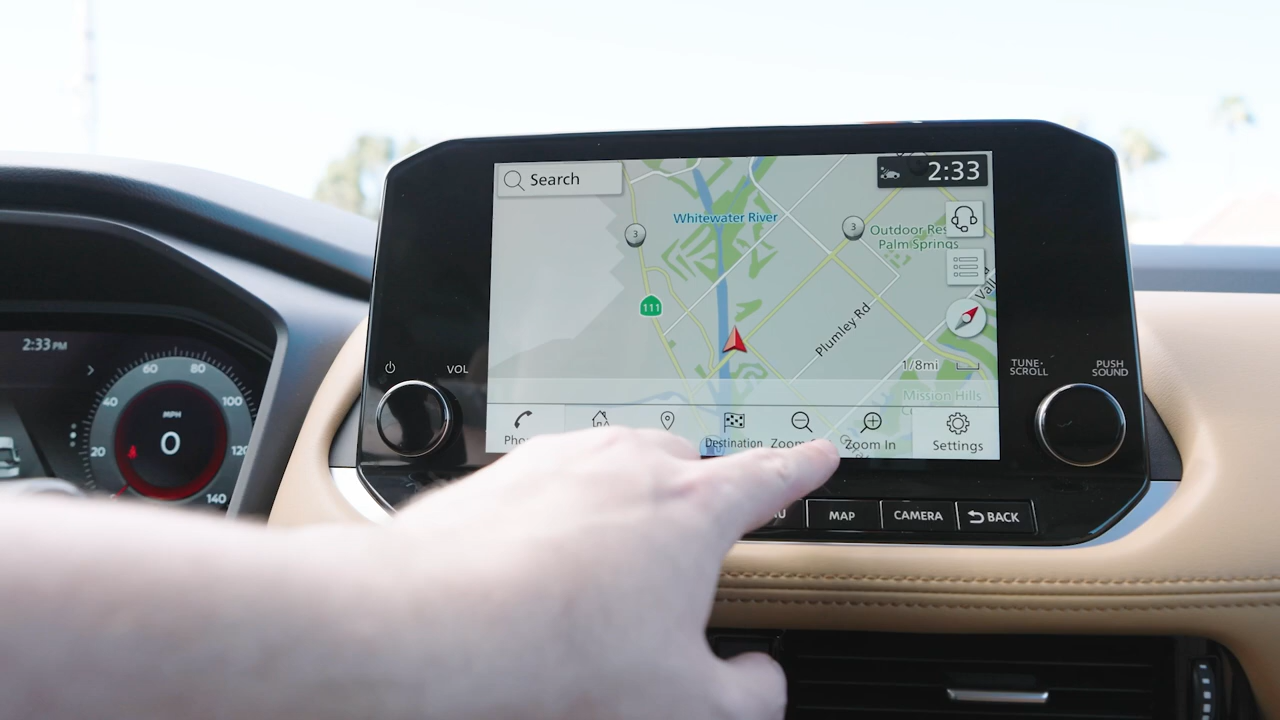 Search
2:33
Whitewater River
3
3
Outdoor
Palm Springs
111
Plumley Rd
1/8mi
Mission Hills
Destination
Zoom
Zoom In
Settings
VOL
TUNE·
SCROLL
PUSH
SOUND
MAP
CAMERA
BACK
2:33 PM
60
80
40
100
MPH
0
20
120
140